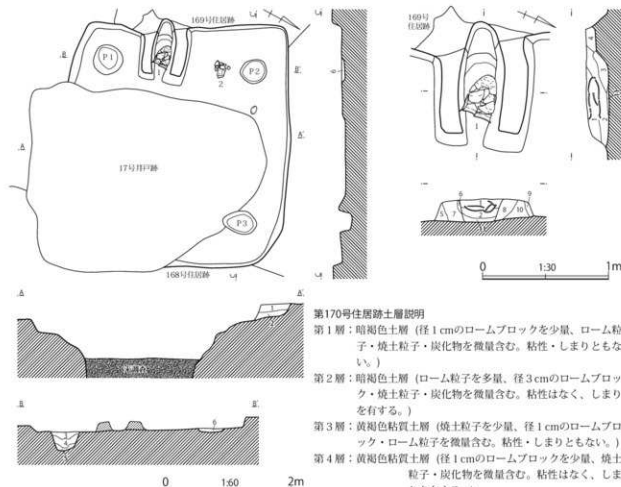 169号住居跡
P1
P2
1
2
17号井戸跡
P3
168号住居跡
169号
住居跡
0 1:30 1m
第170号住居跡土層説明
第1層：暗褐色土層 (径1cmのロームブロックを少量、ローム粒
子・焼土粒子・炭化物を微量含む。粘性・しまりともな
い。)
第2層：暗褐色土層 (ローム粒子を多量、径3cmのロームブロッ
ク・焼土粒子・炭化物を微量含む。粘性はなく、しまり
を有する。)
第3層：黄褐色粘質土層 (焼土粒子を少量、径1cmのロームブロ
ック・ローム粒子を微量含む。粘性・しまりともない。)
第4層：黄褐色粘質土層 (径1cmのロームブロックを少量、焼土
粒子・炭化物を微量含む。粘性はなく、しま
A A'
B B'
0 1:60 2m